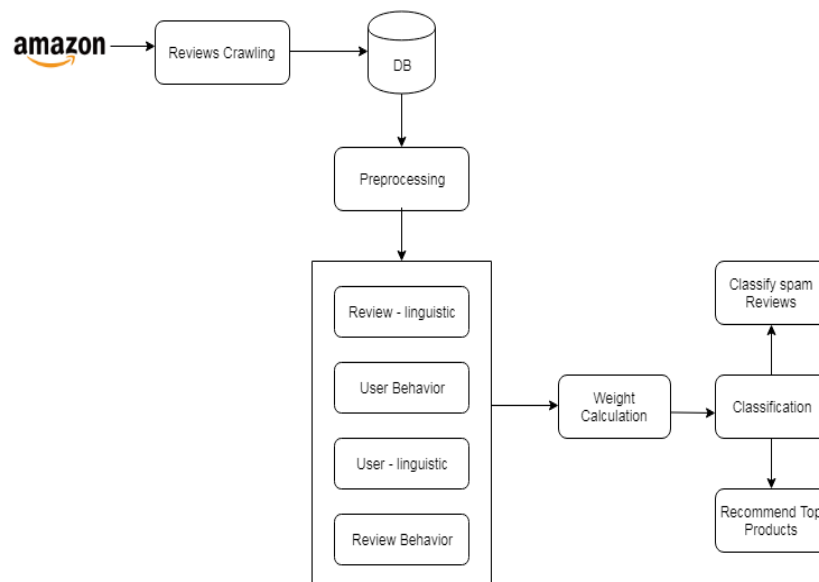 amazon
Reviews Crawling
DB
Preprocessing
Review - linguistic
User Behavior
User - linguistic
Review Behavior
Weight
Calculation
Classify spam
Reviews
Classification
Recommend Top
Products